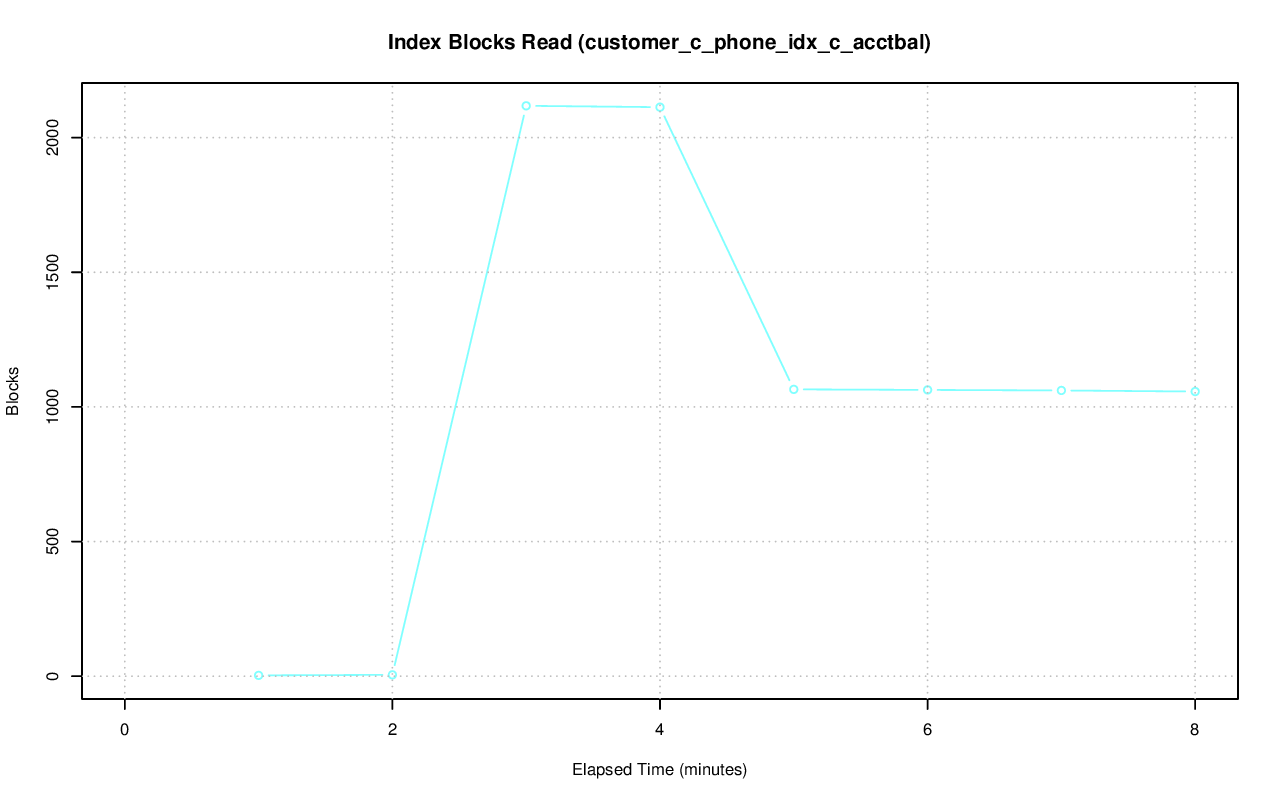 Index Blocks Read (customer_c_phone_idx_c_acctbal)
Blocks
2000
1500
1000
500
0
0 2 4 6 8
Elapsed Time (minutes)